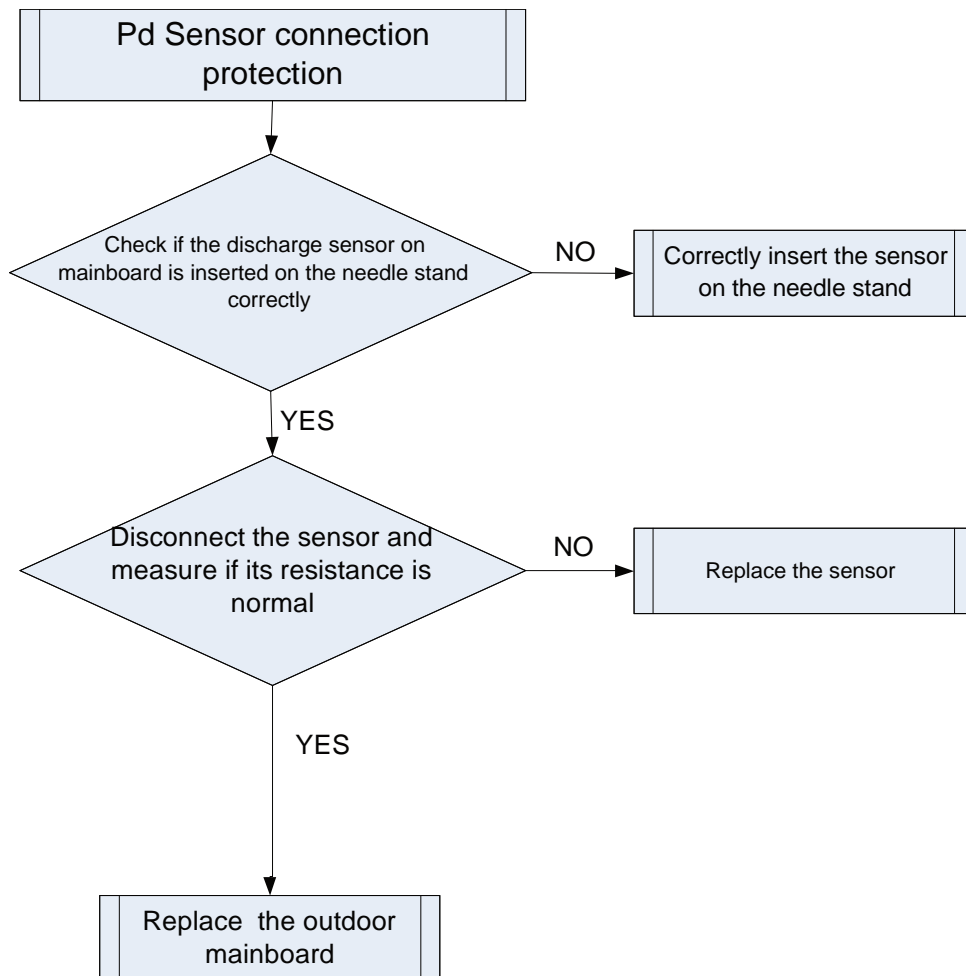 Pd Sensor connection
protection
Check if the discharge sensor on
mainboard is inserted on the needle stand
correctly
NO
Correctly insert the sensor
on the needle stand
YES
Disconnect the sensor and
measure if its resistance is
normal
NO
Replace the sensor
YES
Replace  the outdoor
mainboard